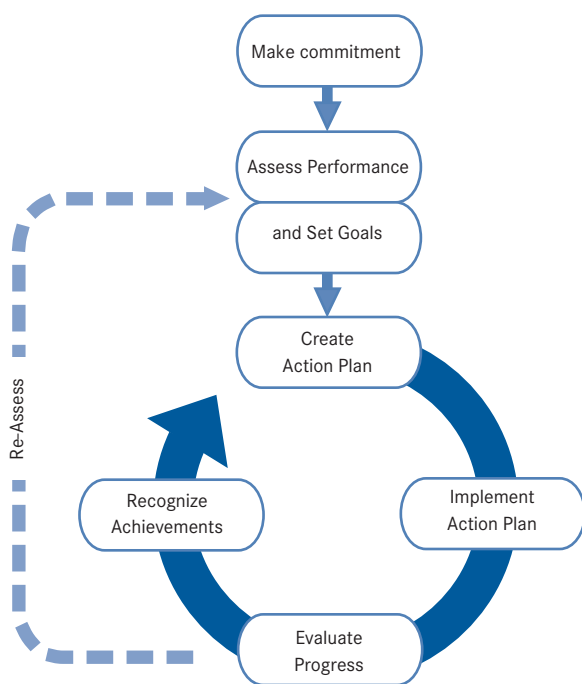 Make commitment
Assess Performance
and Set Goals
Create
Action Plan
Re-Assess
Recognize
Achievements
Implement
Action Plan
Evaluate
Progress